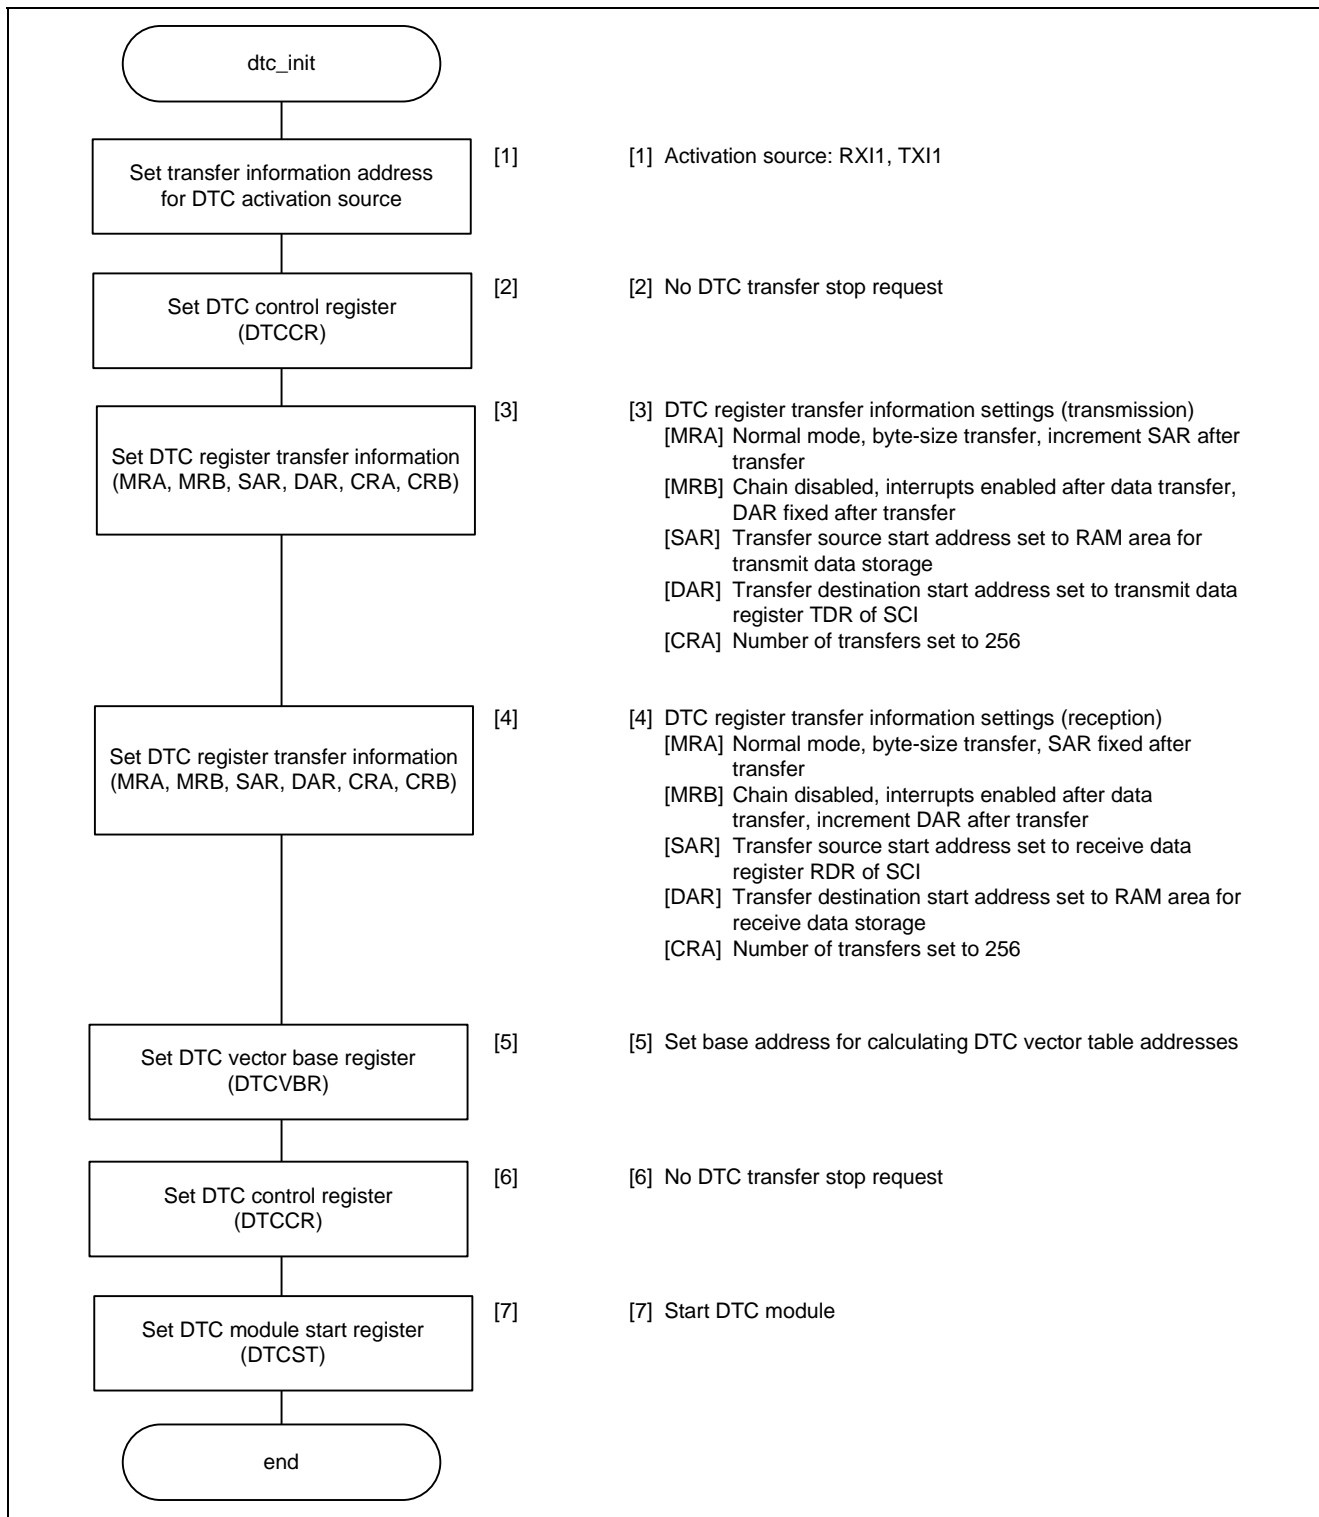 dtc_init
Set transfer information address
for DTC activation source
[1]
[1] Activation source: RXI1, TXI1
Set DTC control register
(DTCCR)
[2]
[2] No DTC transfer stop request
Set DTC register transfer information
(MRA, MRB, SAR, DAR, CRA, CRB)
[3]
[3] DTC register transfer information settings (transmission)
[MRA] Normal mode, byte-size transfer, increment SAR after
transfer
[MRB] Chain disabled, interrupts enabled after data transfer,
DAR fixed after transfer
[SAR] Transfer source start address set to RAM area for
transmit data storage
[DAR] Transfer destination start address set to transmit data
register TDR of SCI
[CRA] Number of transfers set to 256
Set DTC register transfer information
(MRA, MRB, SAR, DAR, CRA, CRB)
[4]
[4] DTC register transfer information settings (reception)
[MRA] Normal mode, byte-size transfer, SAR fixed after
transfer
[MRB] Chain disabled, interrupts enabled after data
transfer, increment DAR after transfer
[SAR] Transfer source start address set to receive data
register RDR of SCI
[DAR] Transfer destination start address set to RAM area for
receive data storage
[CRA] Number of transfers set to 256
Set DTC vector base register
(DTCVBR)
[5]
[5] Set base address for calculating DTC vector table addresses
Set DTC control register
(DTCCR)
[6]
[6] No DTC transfer stop request
Set DTC module start register
(DTCST)
[7]
[7] Start DTC module
end